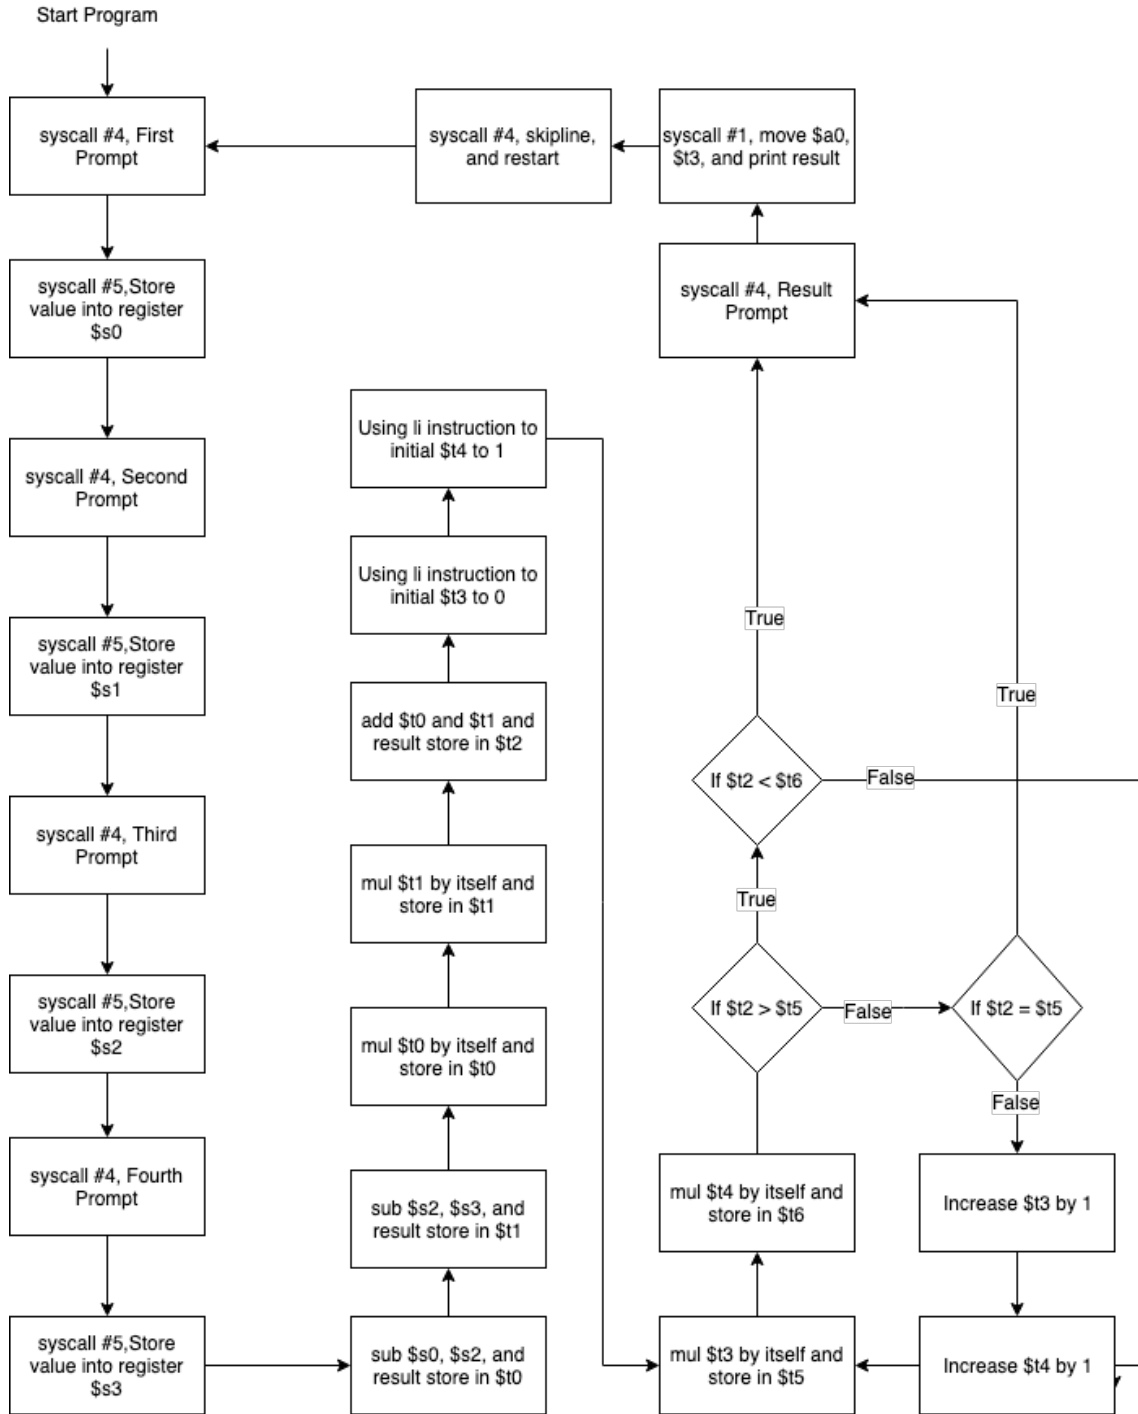 Start Program
syscall #4, First
Prompt
syscall #4, skipline,
and restart
syscall #1, move $a0,
$t3, and print result
syscall #5,Store
value into register
$s0
syscall #4, Result
Prompt
syscall #4, Second
Prompt
Using li instruction to
initial $t4 to 1
Using li instruction to
initial $t3 to 0
syscall #5,Store
value into register
$s1
True
True
add $t0 and $t1 and
result store in $t2
If $t2 < $t6
False
syscall #4, Third
Prompt
mul $t1 by itself and
store in $t1
True
syscall #5,Store
value into register
$s2
If $t2 > $t5
False
If $t2 = $t5
mul $t0 by itself and
store in $t0
False
syscall #4, Fourth
Prompt
sub $s2, $s3, and
result store in $t1
mul $t4 by itself and
store in $t6
Increase $t3 by 1
syscall #5,Store
value into register
$s3
sub $s0, $s2, and
result store in $t0
mul $t3 by itself and
store in $t5
Increase $t4 by 1